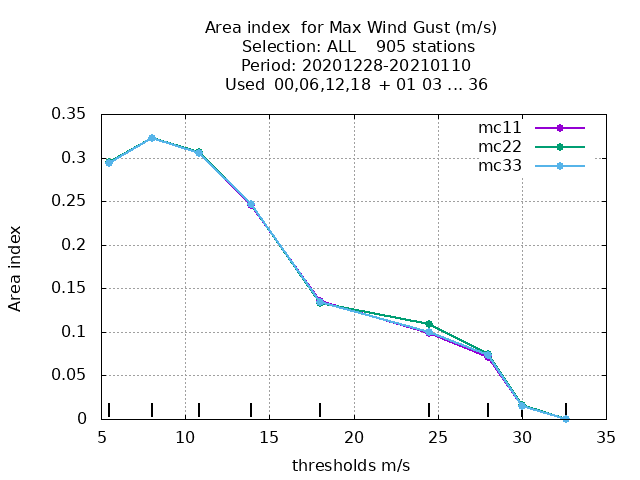 Area index  for Max Wind Gust (m/s)
Selection: ALL    905 stations
Period: 20201228-20210110
Used  00,06,12,18  + 01 03 ... 36
0.35
0.3
0.25
0.2
0.15
0.1
0.05
0
Area index
mc11
mc22
mc33
5 10 15 20 25 30 35
thresholds m/s